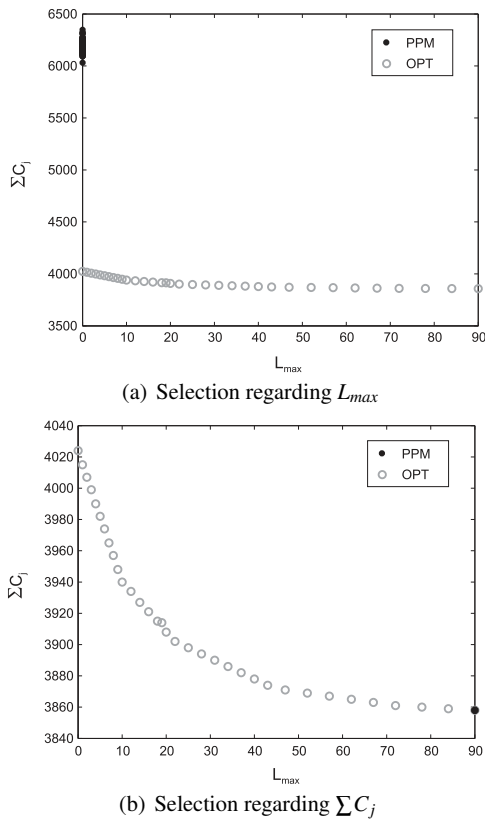 6500
6000
5500
5000
4500
4000
3500
ΣCj
0 10 20 30 40 50 60 70 80 90
Lmax
PPM
OPT
(a) Selection regarding Lmax
4040
4020
4000
3980
3960
3940
3920
3900
3880
3860
3840
ΣCj
0 10 20 30 40 50 60 70 80 90
Lmax
PPM
OPT
(b) Selection regarding ∑Cj